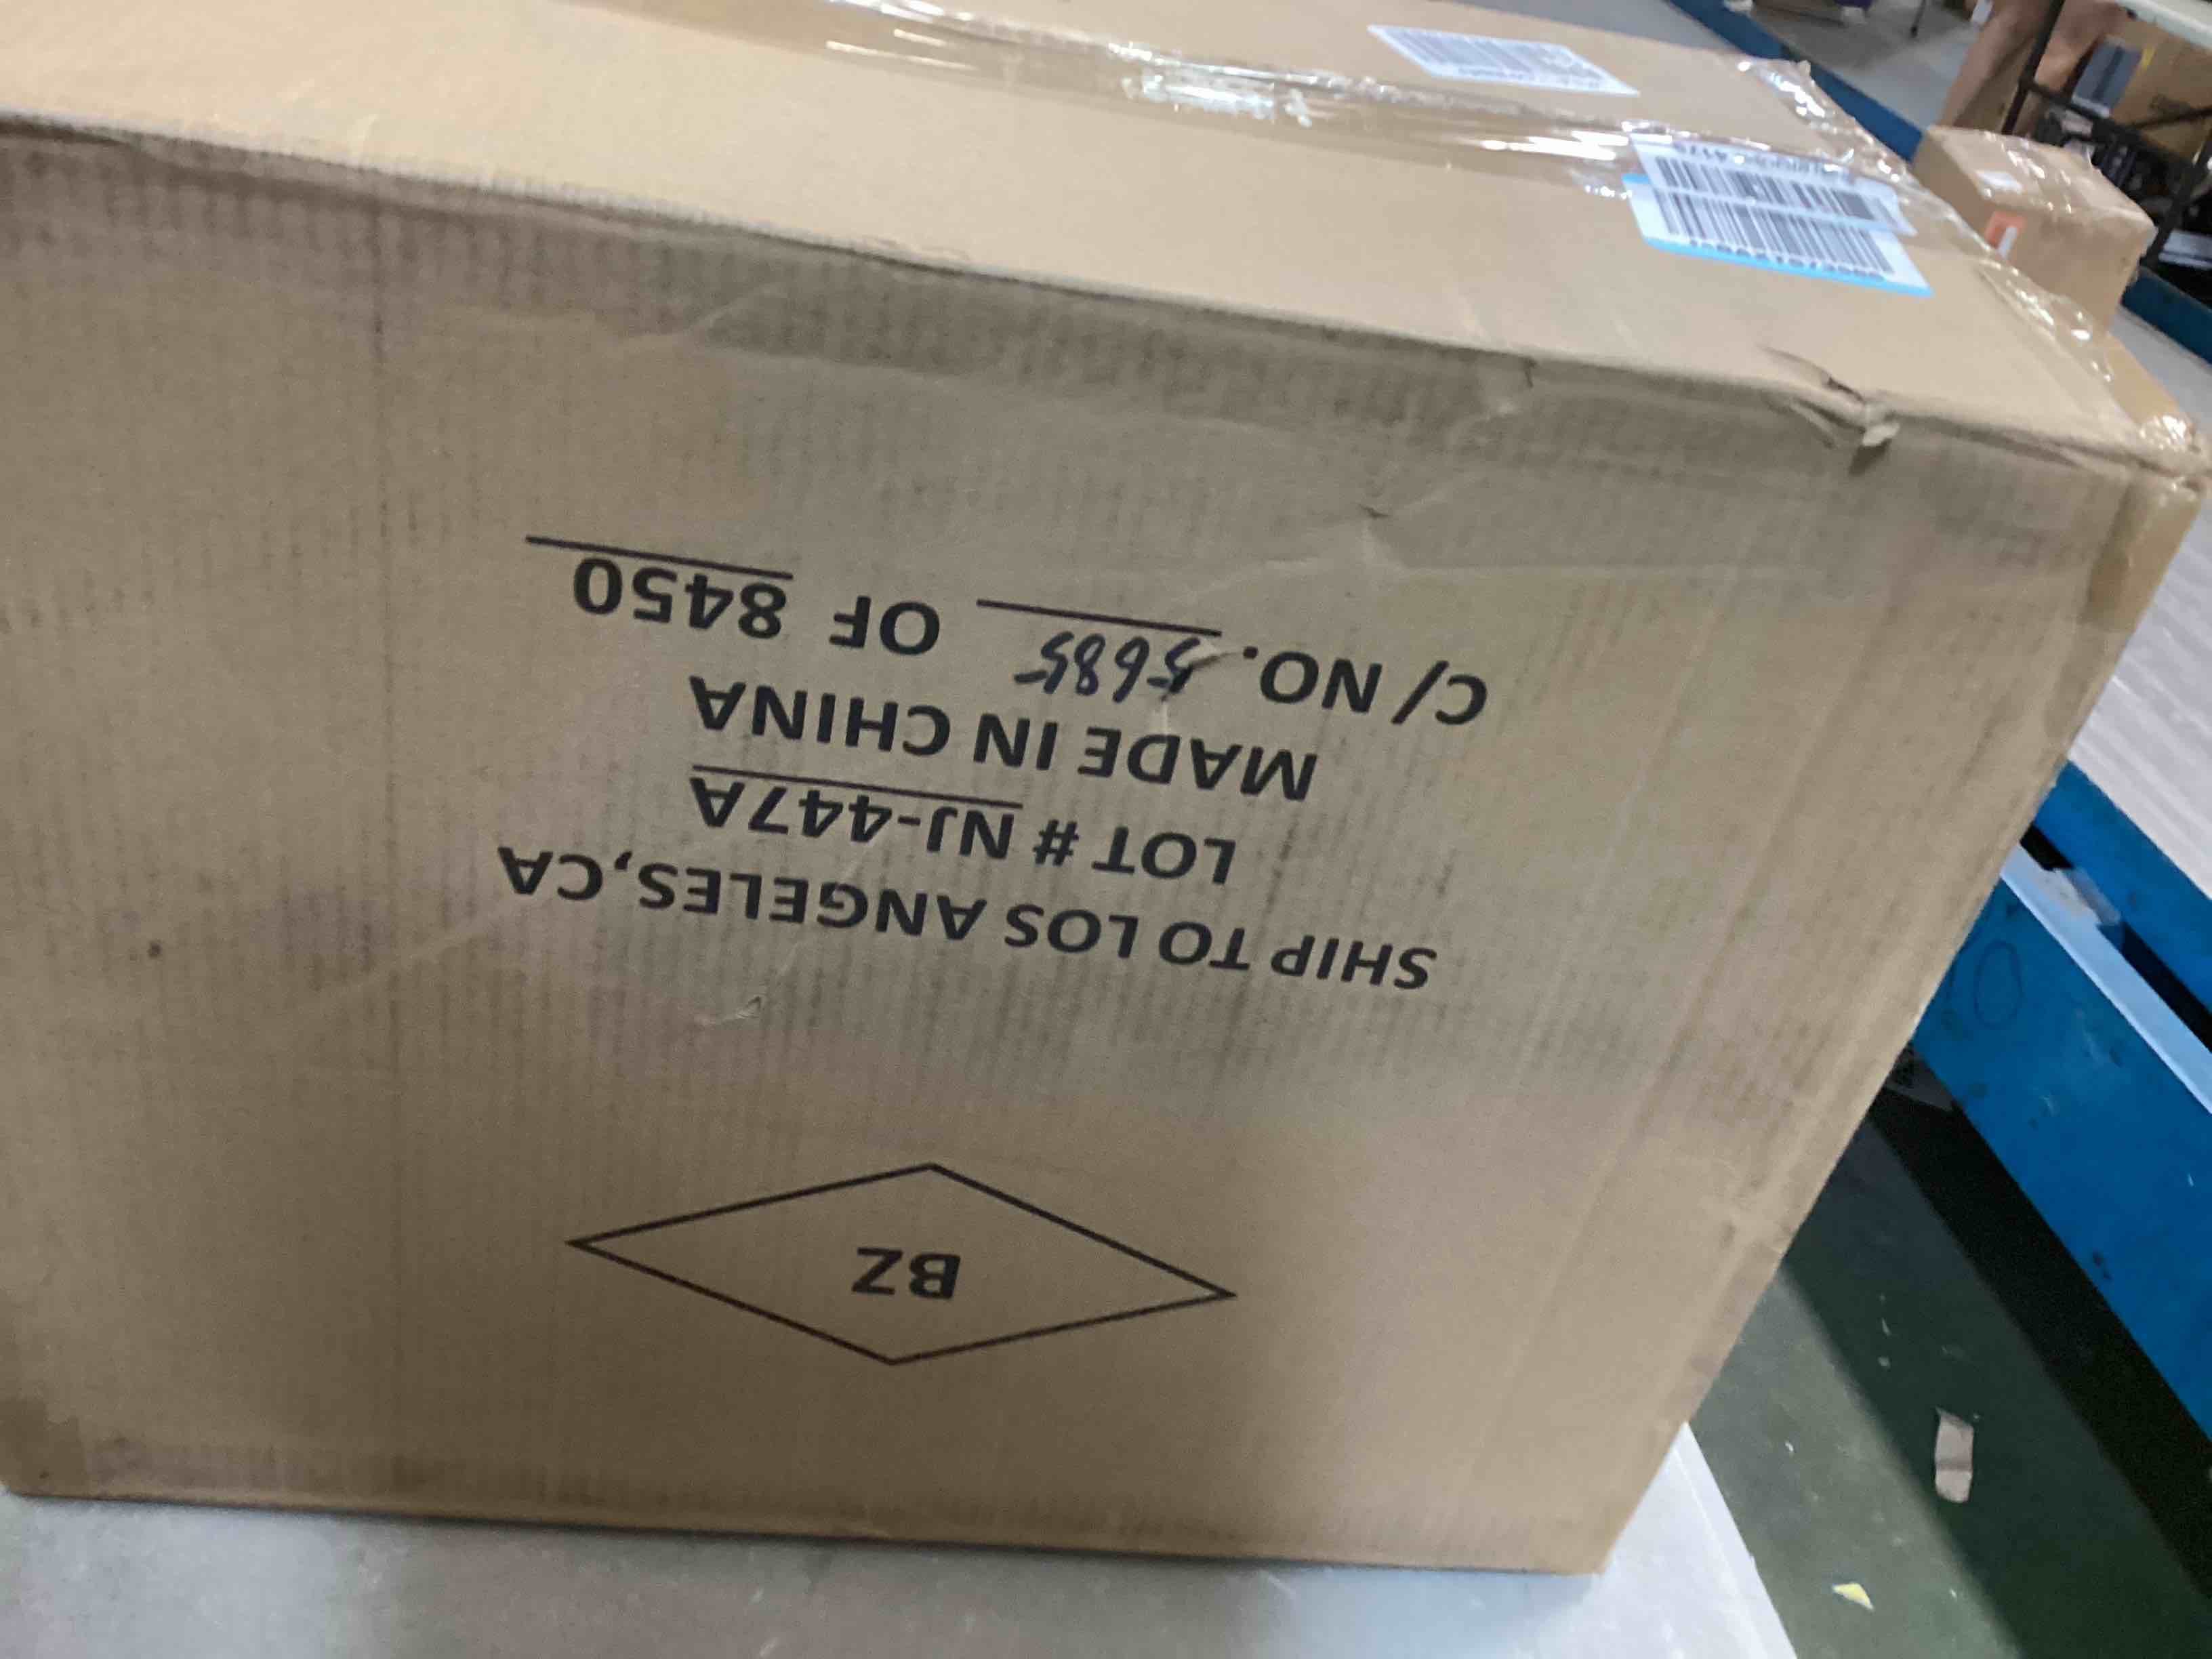 BZ
SHIP TO LOS ANGELES,CA
LOT # NJ-447A
MADE IN CHINA
C/NO. 5685 OF 8450